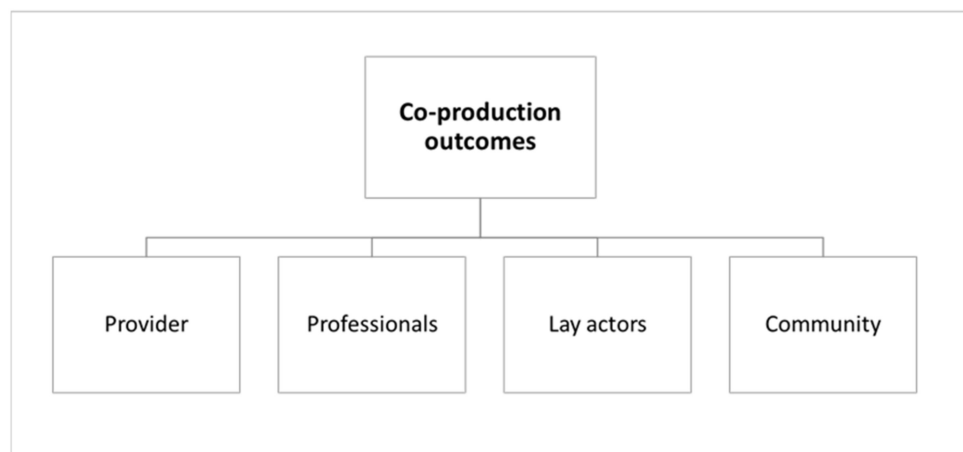 Co-production
outcomes
Provider
Professionals
Lay actors
Community